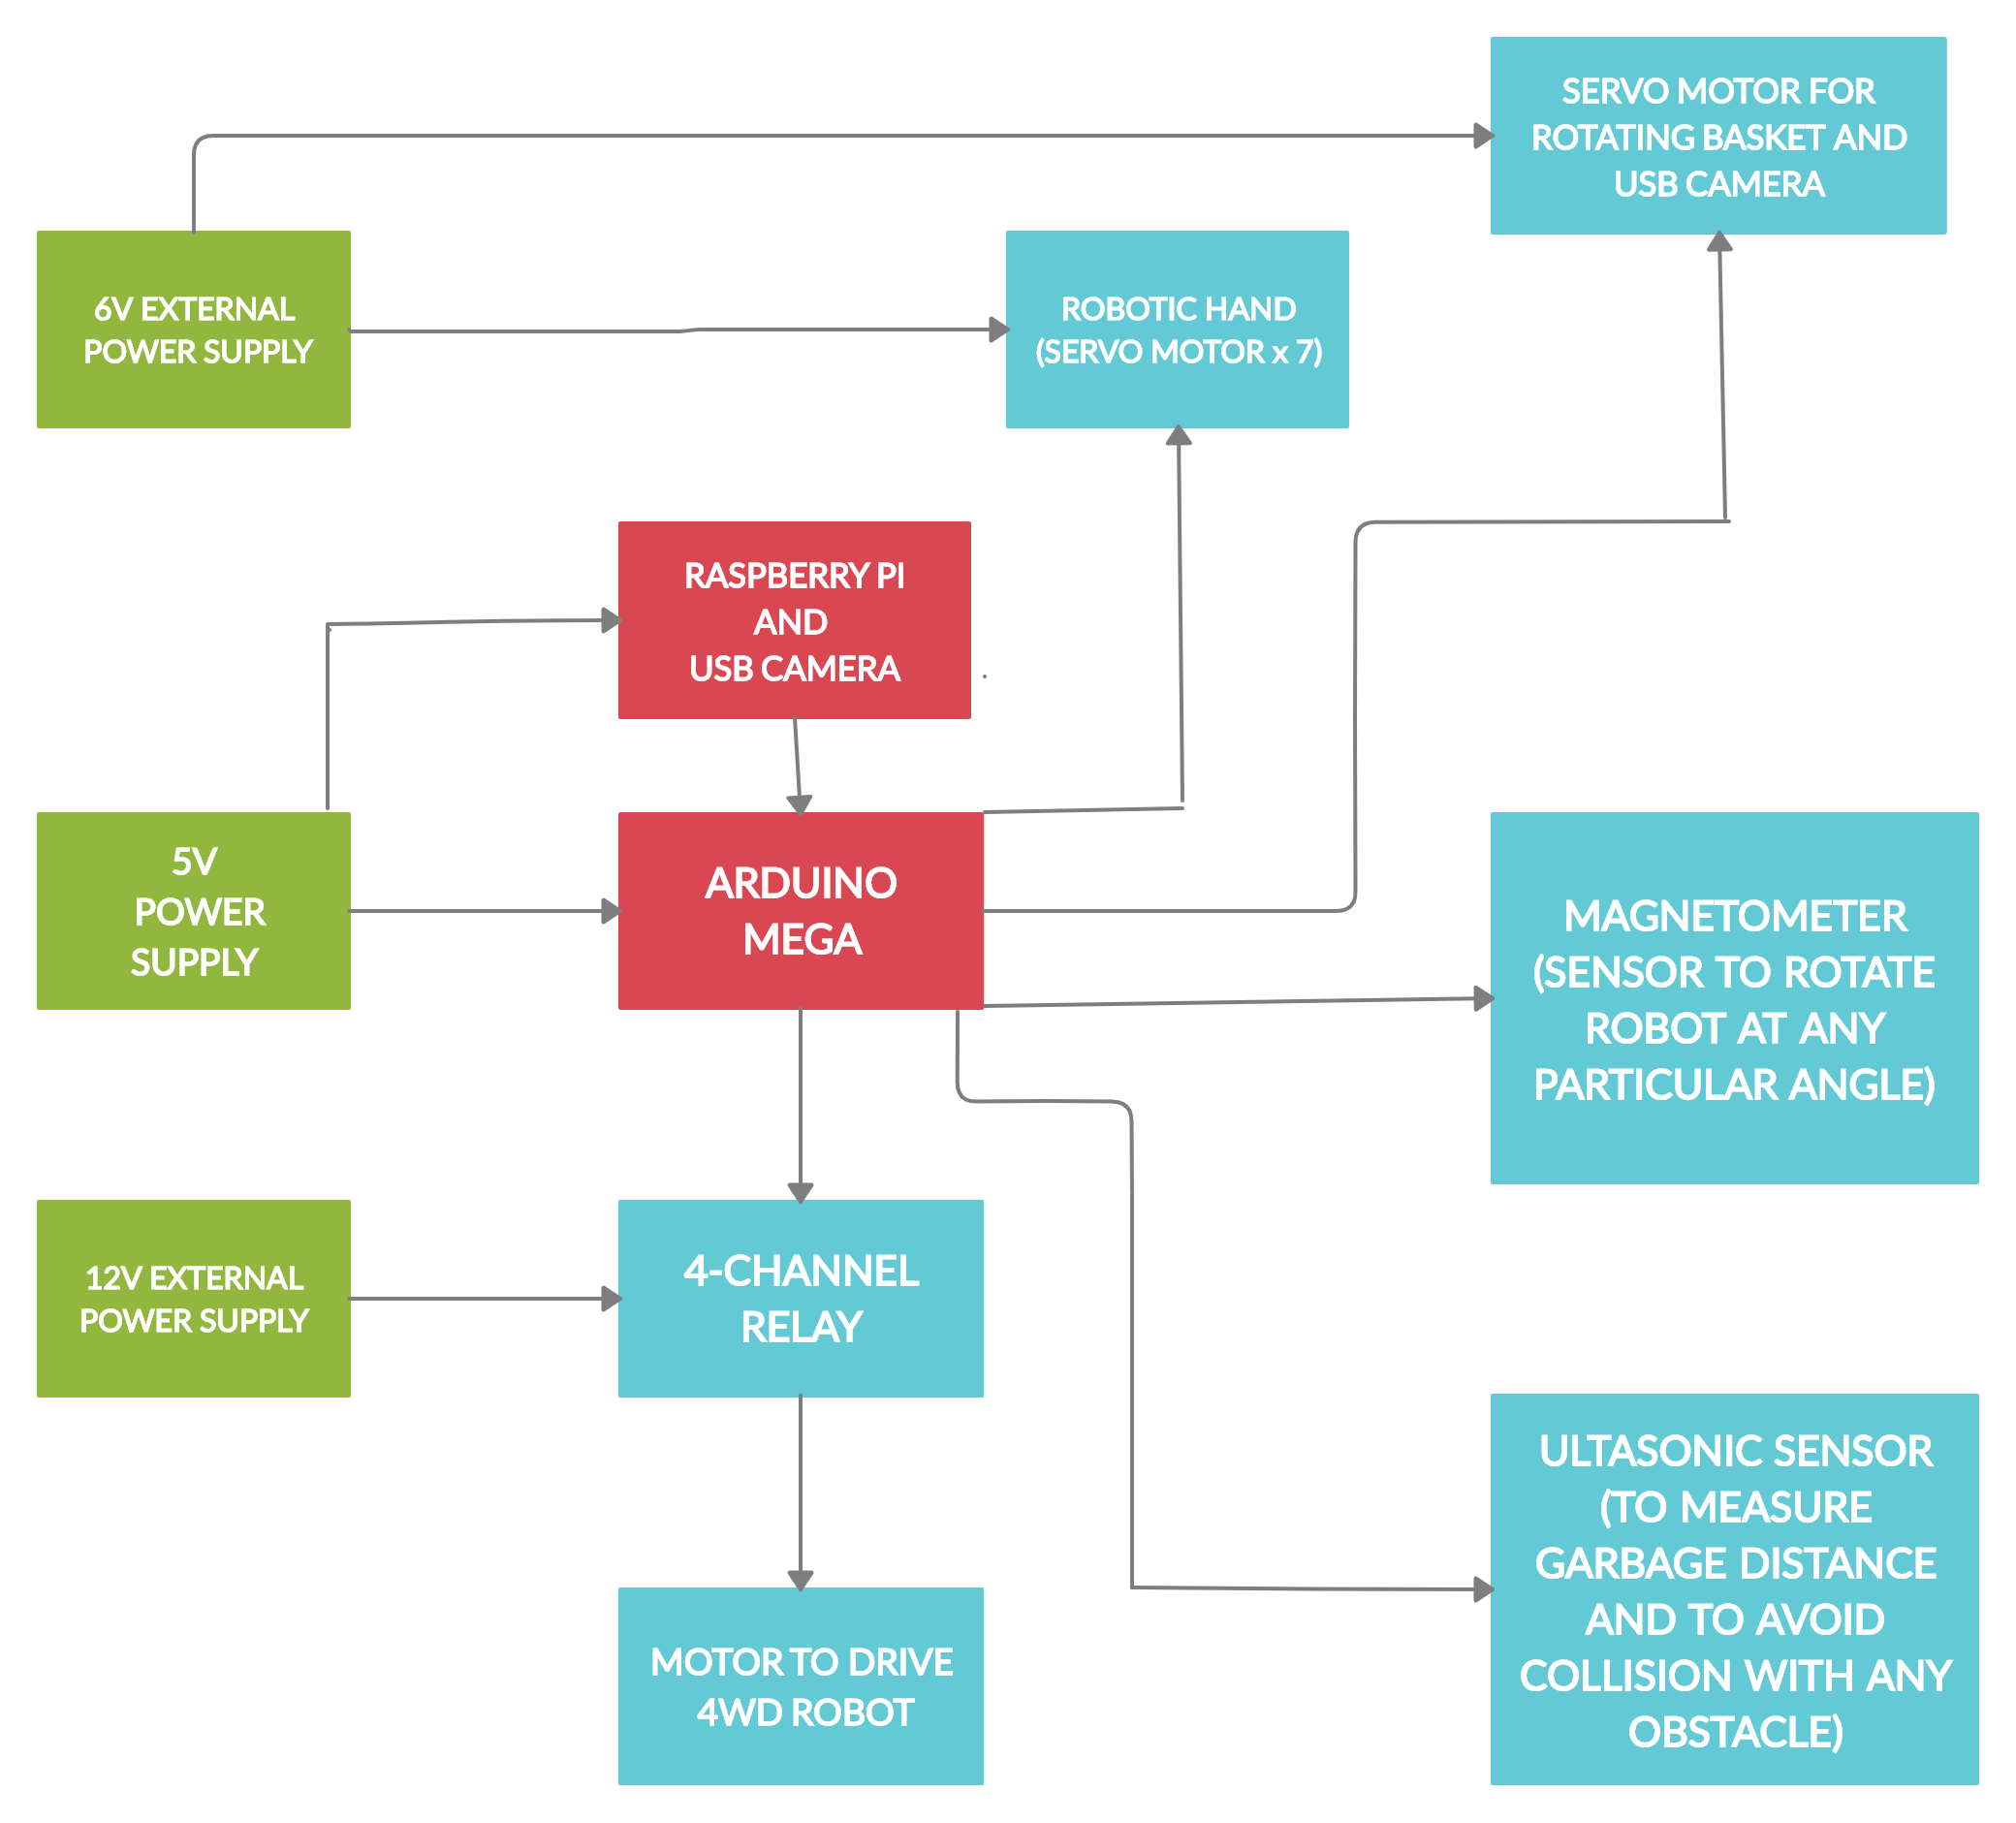 SERVO MOTOR FOR
ROTATING BASKET AND
USB CAMERA
6V EXTERNAL
POWER SUPPLY
ROBOTIC HAND
(SERVO MOTOR x 7)
RASPBERRY PI
AND
USB CAMERA
5V
POWER
SUPPLY
ARDUINO
MEGA
MAGNETOMETER
(SENSOR TO ROTATE
ROBOT AT ANY
PARTICULAR ANGLE)
12V EXTERNAL
POWER SUPPLY
4-CHANNEL
RELAY
ULTASONIC SENSOR
(TO MEASURE
GARBAGE DISTANCE
AND TO AVOID
COLLISION WITH ANY
OBSTACLE)
MOTOR TO DRIVE
4WD ROBOT